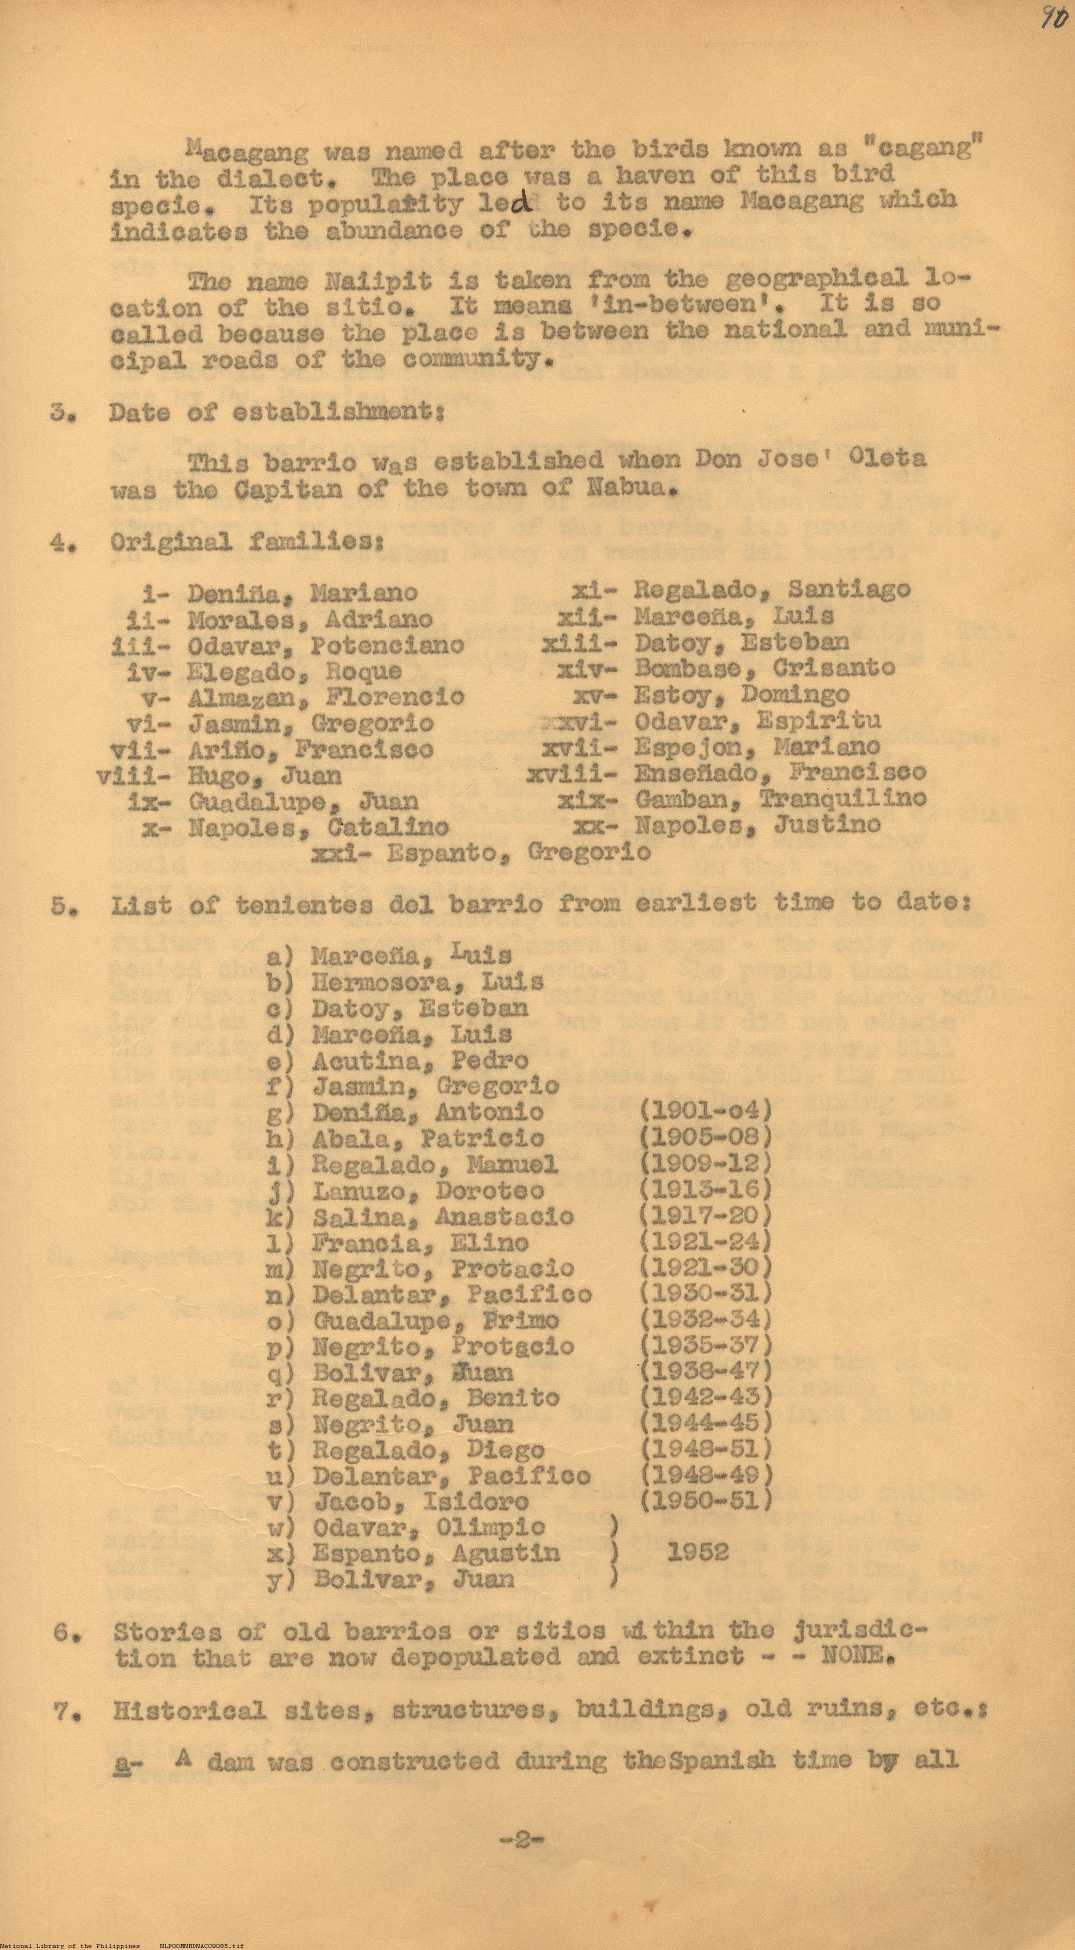 90
Macagang was named after the birds known as "cagang"
in the dialect. The place was a haven of this bird
specie. Its popularity led to its name Macagang which
indicates the abundance of the specie.
The name Naiipit is taken from the geographical lo-
cation of the sitio. It means 'in-between'. It is so
called because the place is between the national and muni-
cipal roads of the community.
3. Date of establishment:
This barrio was established when Don Jose' Oleta
was the Capitan of the town of Nabua.
4. Original families:
i- Deniña, Mariano xi- Regalado, Santiago
ii- Morales, Adriano xii- Marceña, Luis
iii- Odavar, Potenciano xiii- Datoy, Esteban
iv- Elegado, Roque xiv- Bombase, Crisanto
v- Almazan, Florencio xv- Estoy, Domingo
vi- Jasmin, Gregorio xvi- Odavar, Espiritu
vii- Ariño, Francisco xvii- Espejon, Mariano
viii- Hugo, Juan xviii- Enseñado, Francisco
ix- Guadalupe, Juan xix- Gamban, Tranquilino
x- Napoles, Catalino xx- Napoles, Justino
xxi- Espanto, Gregorio
5. List of tenientes del barrio from earliest time to date:
a) Marceña, Luis
b) Hermosora, Luis
c) Datoy, Esteban
d) Marceña, Luis
e) Acutina, Pedro
f) Jasmin, Gregorio
g) Deniña, Antonio (1901-o4)
h) Abala, Patricio (1905-08)
i) Regalado, Manuel (1909-12)
j) Lanuzo, Doroteo (1913-16)
k) Salina, Anastacio (1917-20)
l) Francia, Elino (1921-24)
m) Negrito, Protacio (1921-30)
n) Delantar, Pacifico (1930-31)
o) Guadalupe, Primo (1932-34)
p) Negrito, Protacio (1935-37)
q) Bolivar, Juan (1938-47)
r) Regalado, Benito (1942-43)
s) Negrito, Juan (1944-45)
t) Regalado, Diego (1948-51)
u) Delantar, Pacifico (1948-49)
v) Jacob, Isidoro (1950-51)
w) Odavar, Olimpio )
x) Espanto, Agustin ) 1952
y) Bolivar, Juan )
6. Stories of old barrios or sitios within the jurisdic-
tion that are now depopulated and extinct - - NONE.
7. Historical sites, structures, buildings, old ruins, etc.:
a- A dam was constructed during theSpanish time by all
-2-
National Library of the Philippines